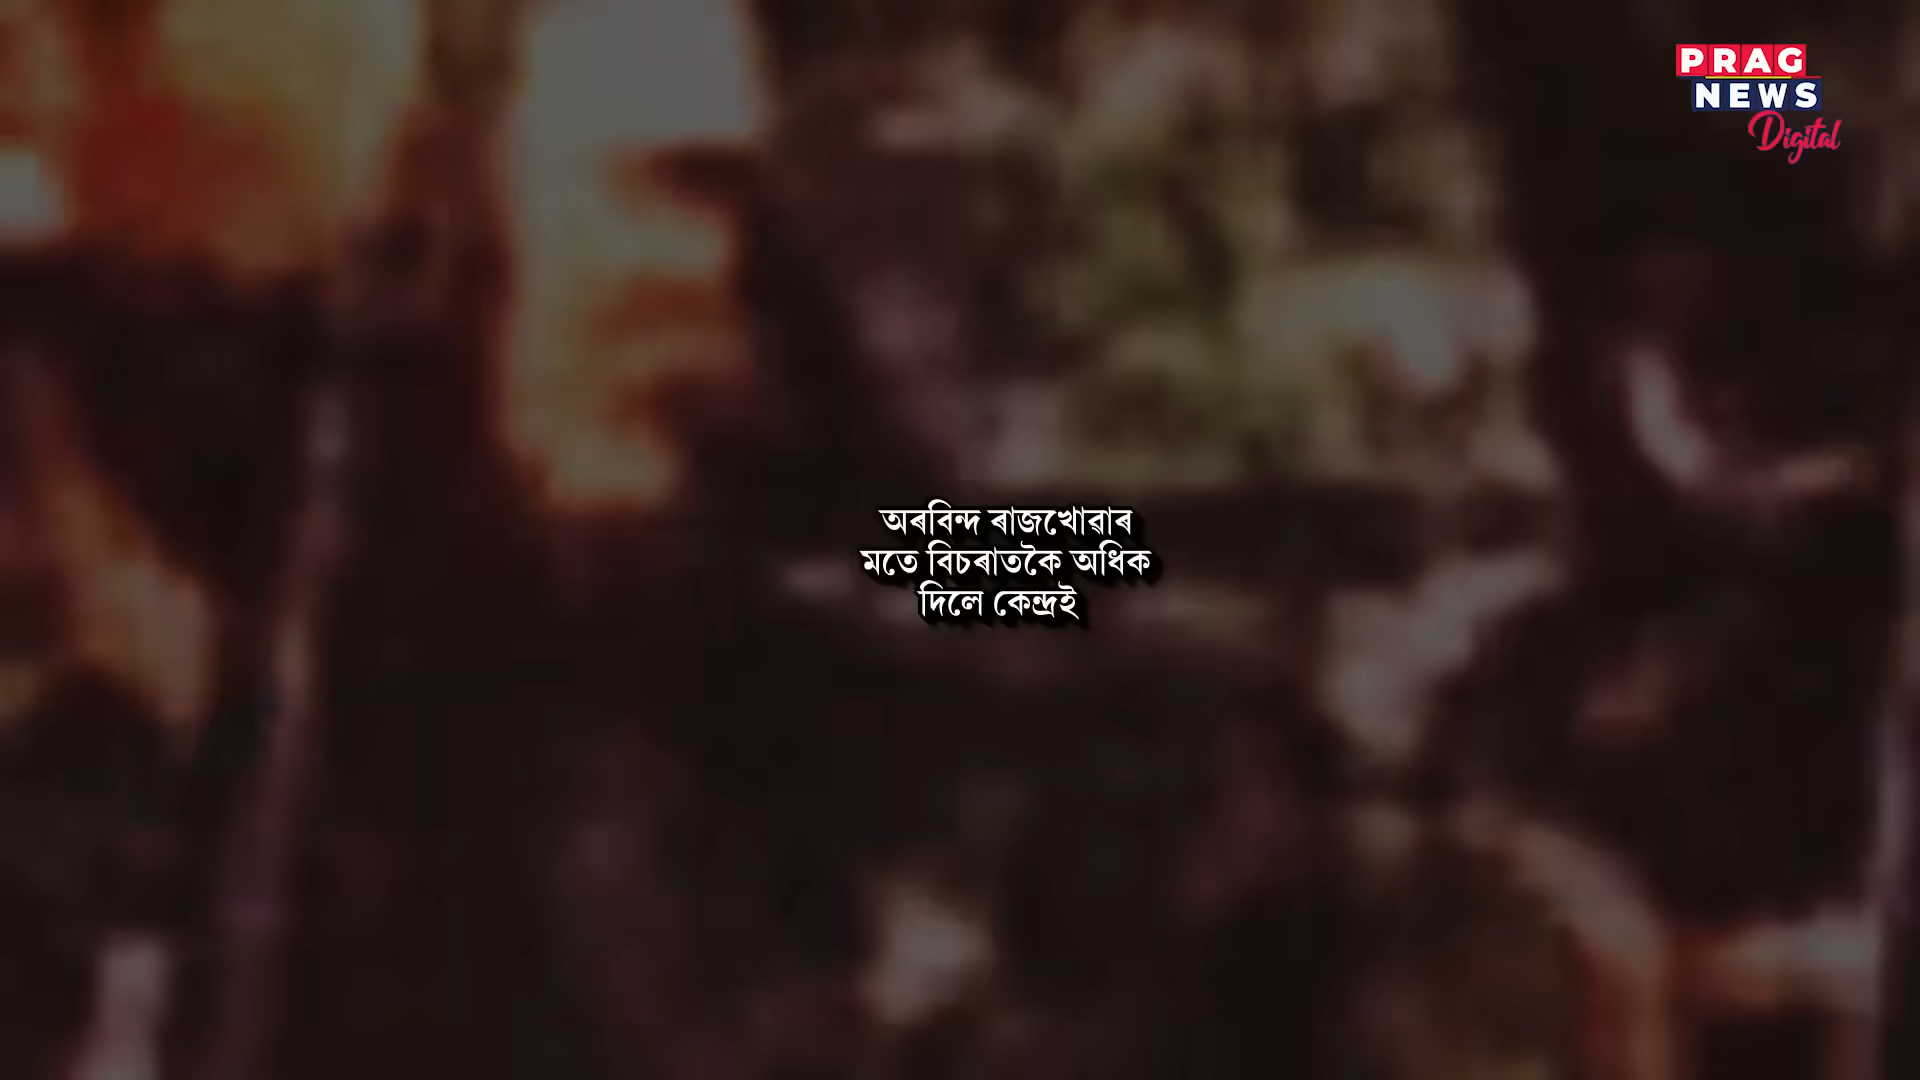 PRAG
NEWS
Digital
অৰবিন্দ ৰাজখোৱাৰ
মতে বিচৰাতকৈ অধিক
দিলে কেন্দ্ৰই